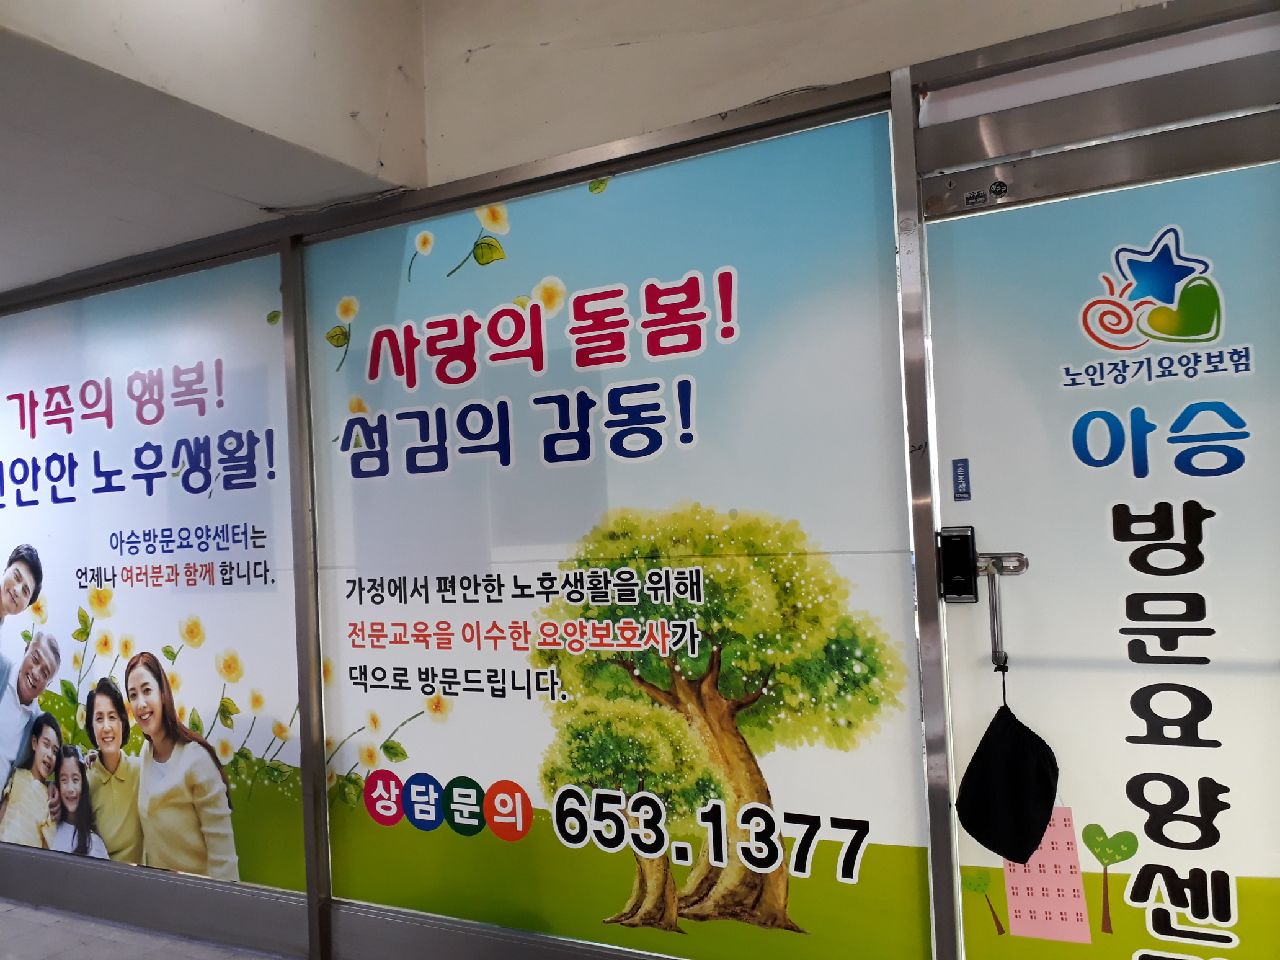 가족의 행복!
편안한 노후생활!
아승방문요양센터는
언제나 여러분과 함께 합니다.
사랑의 돌봄!
섬김의 감동!
가정에서 편안한 노후생활을 위해
전문교육을 이수한 요양보호사가
댁으로 방문드립니다.
상담문의 653.1377
노인장기요양보험
아승
방문요양센